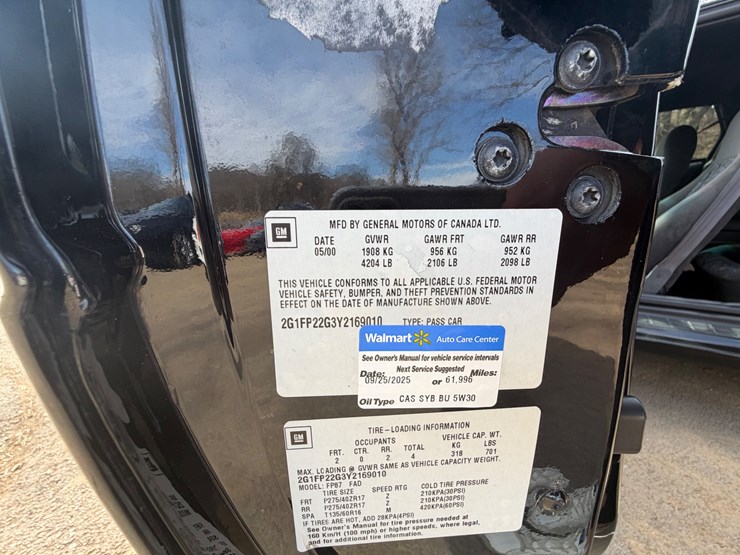 GM
MFD BY GENERAL MOTORS OF CANADA LTD.
DATE GVWR GAWR FRT GAWR RR
05/00 1908 KG 956 KG 952 KG
4204 LB 2106 LB 2098 LB
THIS VEHICLE CONFORMS TO ALL APPLICABLE U.S. FEDERAL MOTOR
VEHICLE SAFETY, BUMPER, AND THEFT PREVENTION STANDARDS IN
EFFECT ON THE DATE OF MANUFACTURE SHOWN ABOVE.
2G1FP22G3Y2169010 TYPE: PASS CAR
Walmart Auto Care Center
See Owner's Manual for vehicle service intervals
Next Service Suggested
Date: Miles:
09/25/2025 or 61,996
Oil Type CAS SYB BU 5W30
GM
TIRE-LOADING INFORMATION
OCCUPANTS VEHICLE CAP. WT.
FRT. CTR. RR. TOTAL KG LBS
2 0 2 4 318 701
MAX. LOADING @ GVWR SAME AS VEHICLE CAPACITY WEIGHT.
2G1FP22G3Y2169010
MODEL: FP87 FAD
TIRE SIZE SPEED RTG COLD TIRE PRESSURE
FRT P275/40ZR17 Z 210KPA(30PSI)
RR P275/40ZR17 Z 210KPA(30PSI)
SPA T135/60R16 M 420KPA(60PSI)
IF TIRES ARE HOT, ADD 28KPA(4PSI)
See Owner's Manual for tire pressure needed at
160 Km/H (100 mph) or higher speeds, where legal,
and for additional tire information.